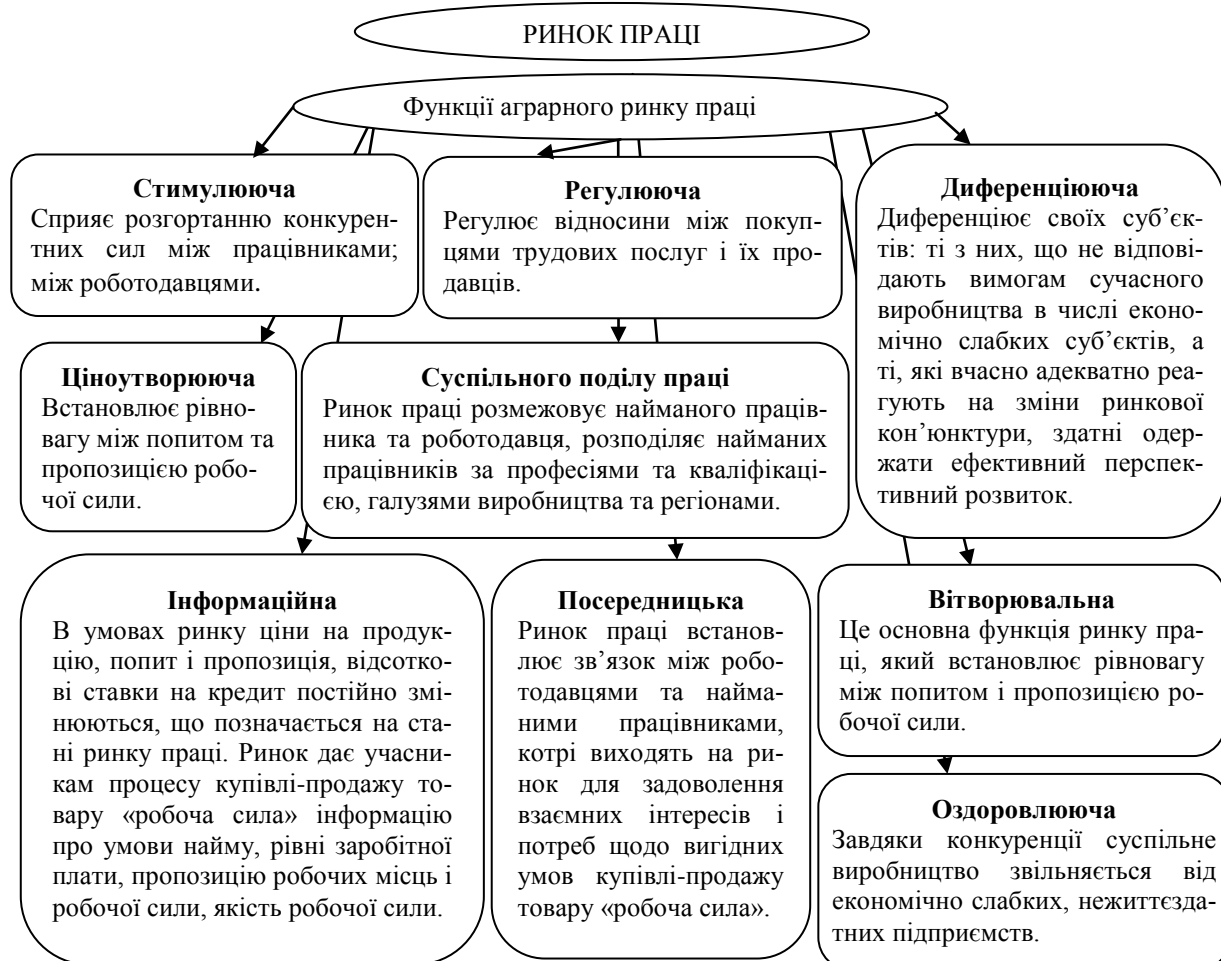 РИНОК ПРАЦІ
Функції аграрного ринку праці
Стимулююча
Сприяє розгортанню конкурен-
тних сил між працівниками;
між роботодавцями.
Регулююча
Регулює відносини між покуп-
цями трудових послуг і їх про-
давців.
Диференціююча
Диференціює своїх суб’єк-
тів: ті з них, що не відпові-
дають вимогам сучасного
виробництва в числі еконо-
мічно слабких суб’єктів, а
ті, які вчасно адекватно реа-
гують на зміни ринкової
кон’юнктури, здатні одер-
жати ефективний перспек-
тивний розвиток.
Ціноутворююча
Встановлює рівно-
вагу між попитом та
пропозицією робо-
чої сили.
Суспільного поділу праці
Ринок праці розмежовує найманого праців-
ника та роботодавця, розподіляє найманих
працівників за професіями та кваліфікаці-
єю, галузями виробництва та регіонами.
Інформаційна
В умовах ринку ціни на продук-
цію, попит і пропозиція, відсотко-
ві ставки на кредит постійно змі-
нюються, що позначається на ста-
ні ринку праці. Ринок дає учасни-
кам процесу купівлі-продажу то-
вару «робоча сила» інформацію
про умови найму, рівні заробітної
плати, пропозицію робочих місць і
робочої сили, якість робочої сили.
Посередницька
Ринок праці встанов-
лює зв’язок між робо-
тодавцями та найма-
ними працівниками,
котрі виходять на ри-
нок для задоволення
взаємних інтересів і
потреб щодо вигідних
умов купівлі-продажу
товару «робоча сила».
Вітворювальна
Це основна функція ринку пра-
ці, який встановлює рівновагу
між попитом і пропозицією ро-
бочої сили.
Оздоровлююча
Завдяки конкуренції суспільне
виробництво звільняється від
економічно слабких, нежиттєзда-
тних підприємств.